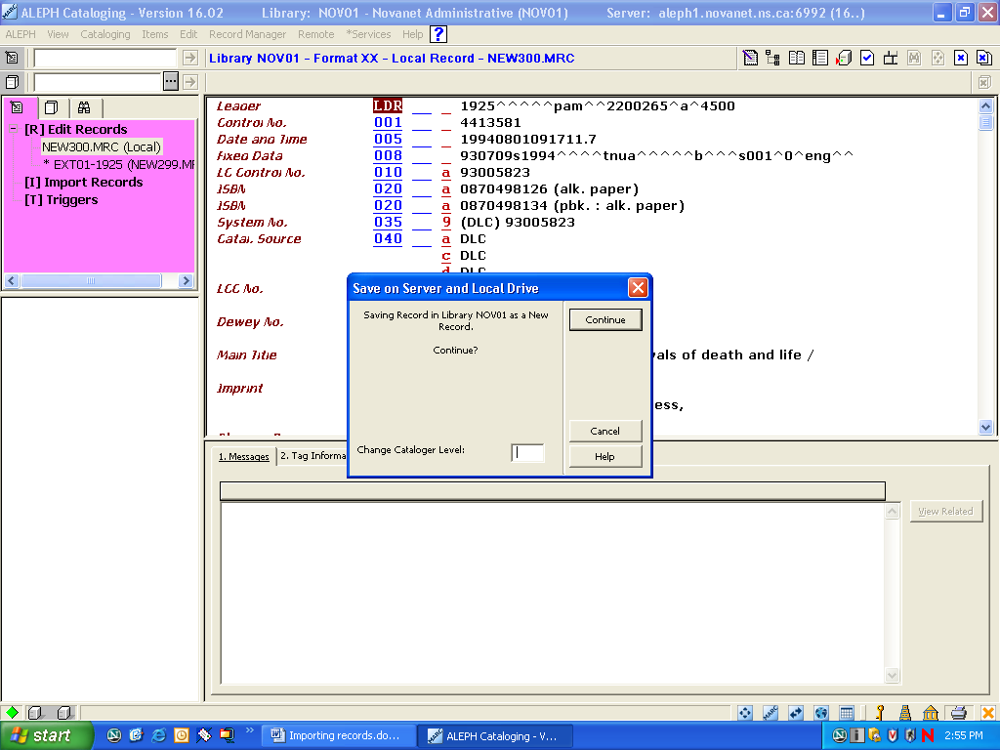 ALEPH Cataloging - Version 16.02 Library: NOV01 - Novanet Administrative (NOV01) Server: aleph1.novanet.ns.ca:6992 (16..)
ALEPH View Cataloging Items Edit Record Manager Remote *Services Help ?
Library NOV01 - Format XX - Local Record - NEW300.MRC
[R] Edit Records
NEW300.MRC (Local)
* EXT01-1925 (NEW299.MR
[I] Import Records
[T] Triggers
Leader LDR 1925^^^^^pam^^2200265^a^4500
Control No. 001 4413581
Date and Time 005 19940801091711.7
Fixed Data 008 930709s1994^^^^tnua^^^^^b^^^s001^0^eng^^
LC Control No. 010 a 93005823
ISBN 020 a 0870498126 (alk. paper)
ISBN 020 a 0870498134 (pbk. : alk. paper)
System No. 035 9 (DLC) 93005823
Catal. Source 040 a DLC
c DLC
d DLC
LCC No.
Dewey No.
Main Title vals of death and life /
Imprint
ess,
Save on Server and Local Drive
Saving Record in Library NOV01 as a New
Record.
Continue?
Continue
Cancel
Change Cataloger Level:
Help
1. Messages 2. Tag Informa
View Related
start Importing records.do... ALEPH Cataloging - V... 2:55 PM